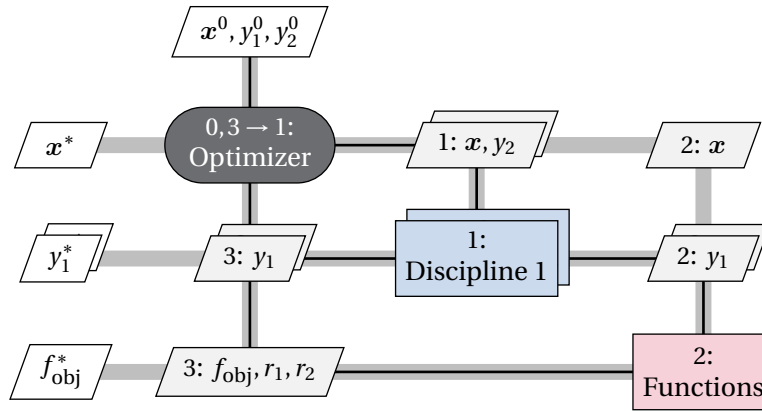 𝒙⁰, y₁⁰, y₂⁰
𝒙*
0,3 → 1:
Optimizer
1: 𝒙, y₂
2: 𝒙
y₁*
3: y₁
1:
Discipline 1
2: y₁
f*obj
3: fobj, r₁, r₂
2:
Functions